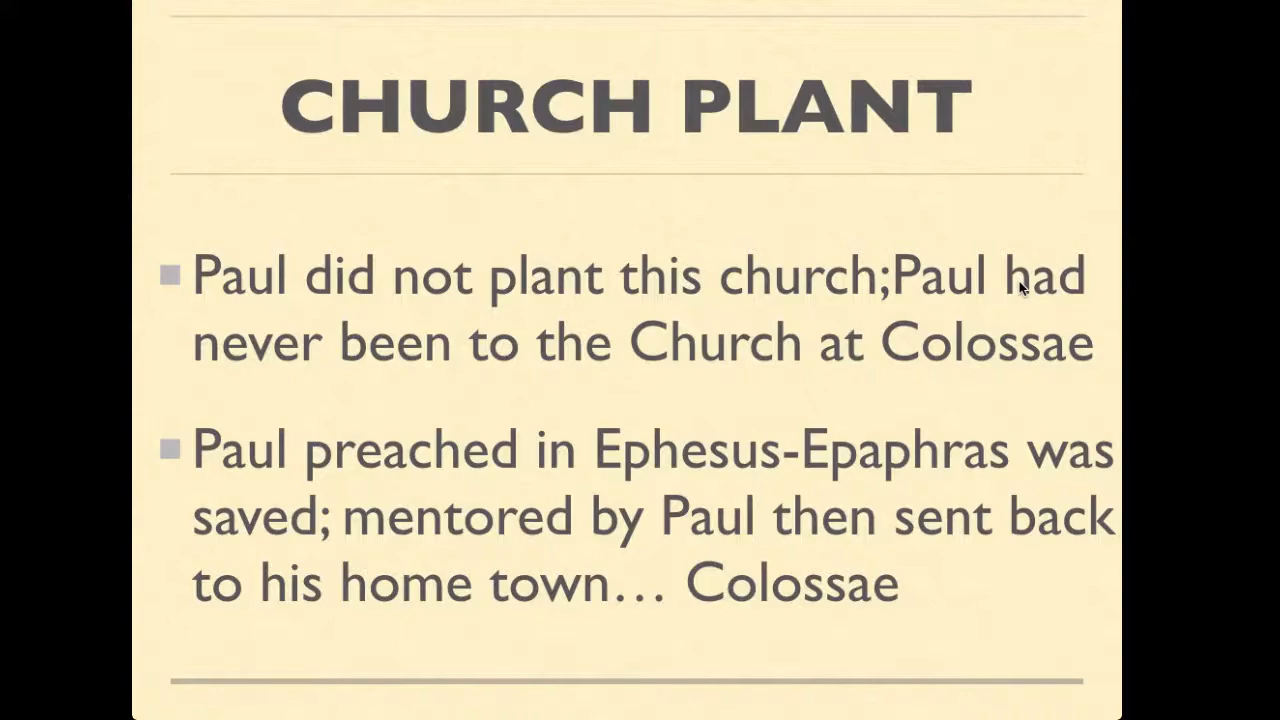 CHURCH PLANT
Paul did not plant this church;Paul had
never been to the Church at Colossae
Paul preached in Ephesus-Epaphras was
saved; mentored by Paul then sent back
to his home town… Colossae